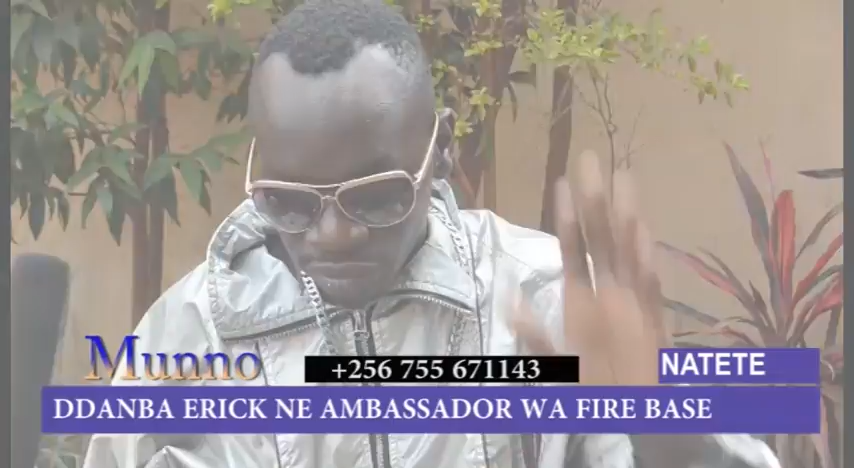 Munno
+256 755 671143
NATETE
DDANBA ERICK NE AMBASSADOR WA FIRE BASE